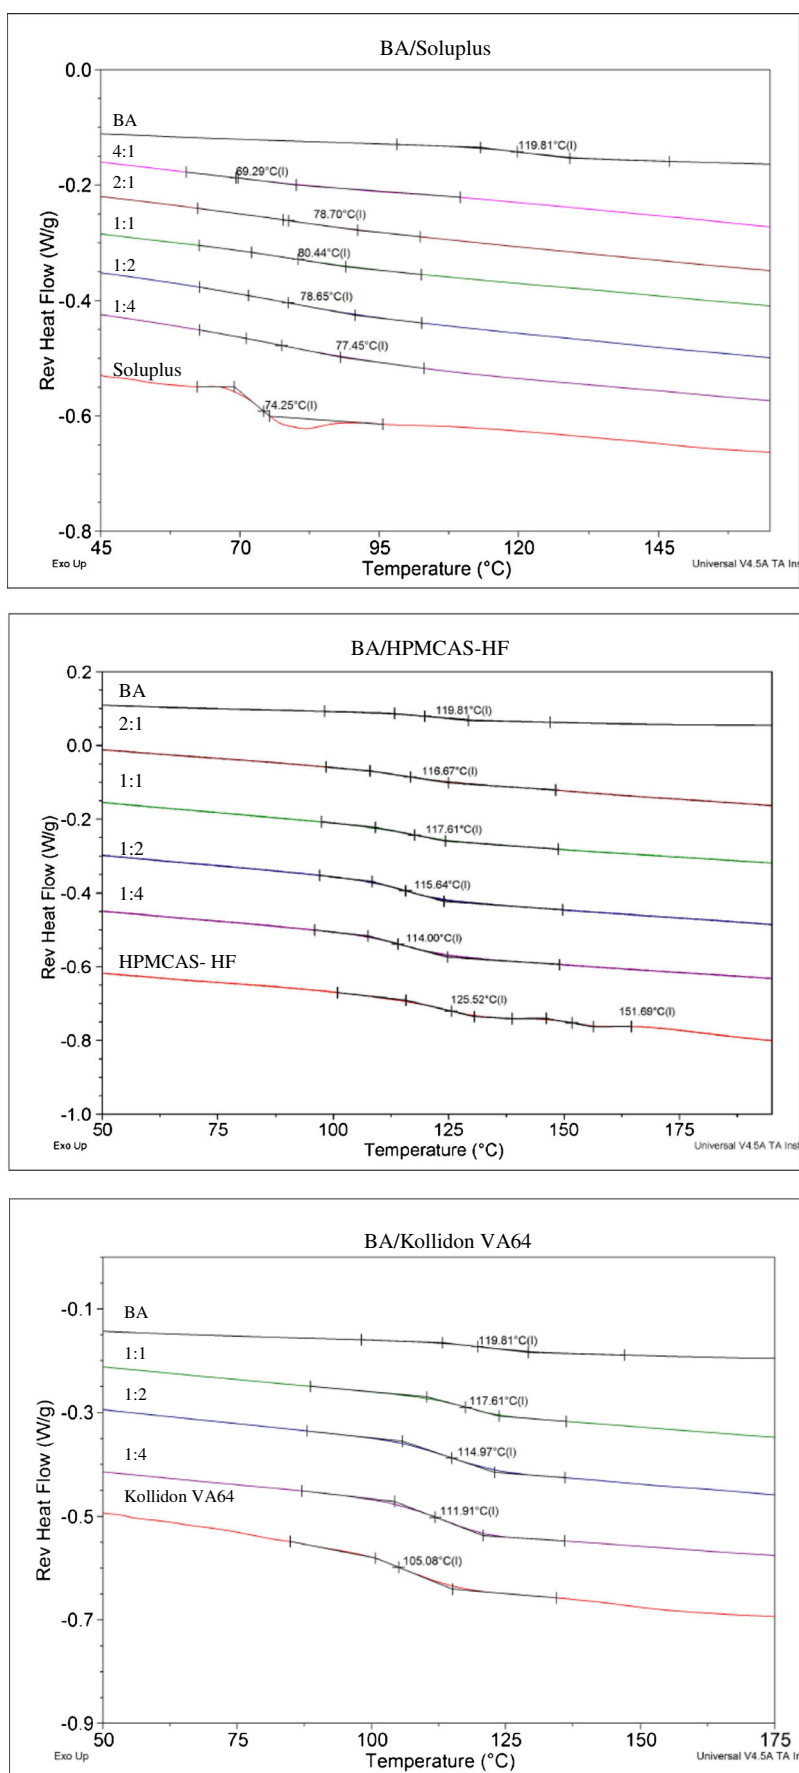 BA/Soluplus
0.0
BA
119.81°C(I)
4:1
-0.2
69.29°C(I)
2:1
78.70°C(I)
1:1
80.44°C(I)
1:2
-0.4
78.65°C(I)
1:4
77.45°C(I)
Soluplus
74.25°C(I)
-0.6
-0.8
Rev Heat Flow (W/g)
45 70 95 120 145
Exo Up
Temperature (°C)
Universal V4.5A TA Inst
BA/HPMCAS-HF
0.2
BA
119.81°C(I)
2:1
0.0
116.67°C(I)
1:1
-0.2
117.61°C(I)
1:2
-0.4
115.64°C(I)
1:4
114.00°C(I)
-0.6
HPMCAS- HF
125.52°C(I)
151.69°C(I)
-0.8
-1.0
Rev Heat Flow (W/g)
50 75 100 125 150 175
Exo Up
Temperature (°C)
Universal V4.5A TA Inst
BA/Kollidon VA64
-0.1
BA
119.81°C(I)
1:1
117.61°C(I)
1:2
-0.3
114.97°C(I)
1:4
Kollidon VA64
111.91°C(I)
-0.5
105.08°C(I)
-0.7
-0.9
Rev Heat Flow (W/g)
50 75 100 125 150 175
Exo Up
Temperature (°C)
Universal V4.5A TA In